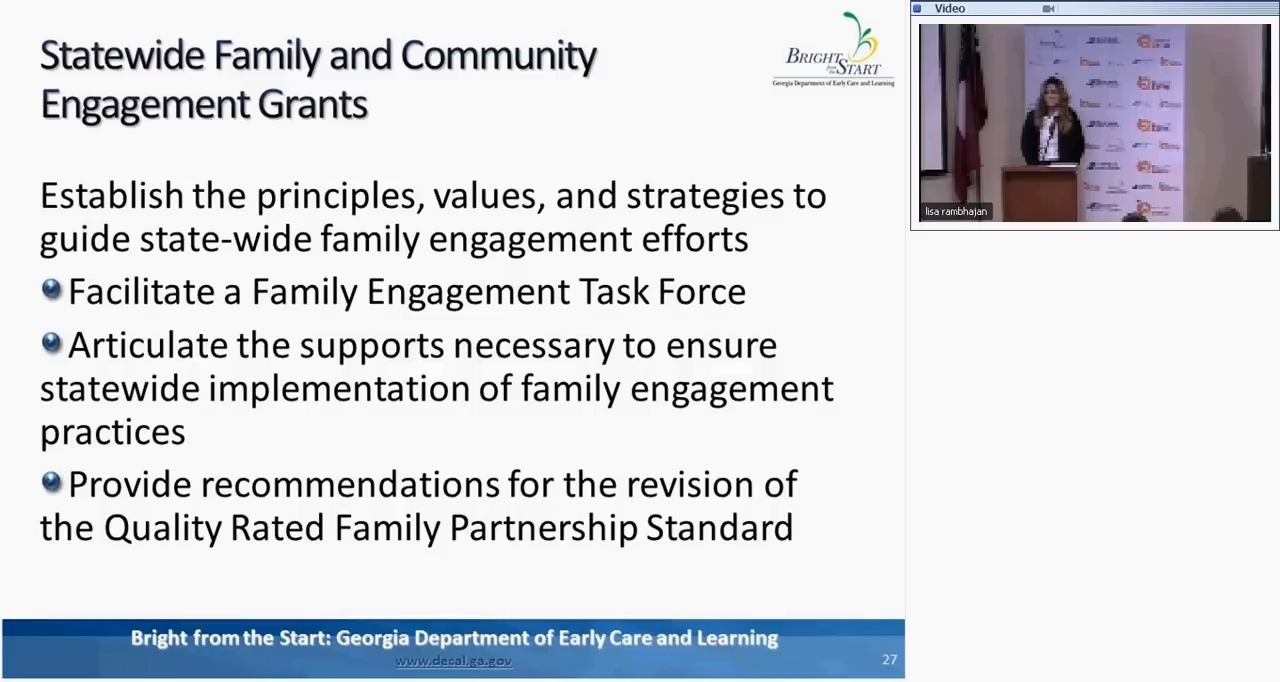 Statewide Family and Community
Engagement Grants
BRIGHT
from the
START
Georgia Department of Early Care and Learning
Establish the principles, values, and strategies to
guide state-wide family engagement efforts
Facilitate a Family Engagement Task Force
Articulate the supports necessary to ensure
statewide implementation of family engagement
practices
Provide recommendations for the revision of
the Quality Rated Family Partnership Standard
Bright from the Start: Georgia Department of Early Care and Learning
www.decal.ga.gov
27
Video
lisa rambhajan